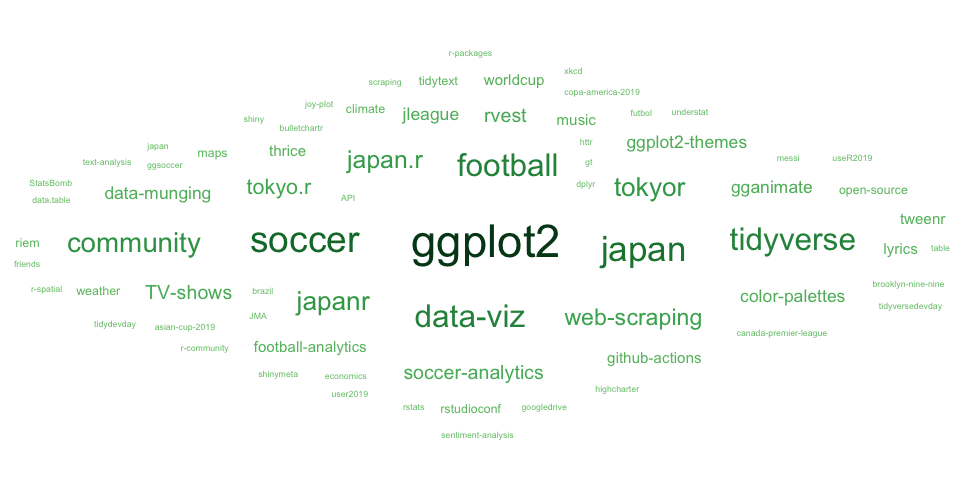 r-packages
xkcd
scraping tidytext worldcup
copa-america-2019
joy-plot climate jleague rvest music futbol understat
shiny bulletchartr
japan maps thrice japan.r football httr ggplot2-themes
text-analysis ggsoccer gt messi useR2019
StatsBomb data-munging tokyo.r dplyr tokyor gganimate open-source
data.table API
tweenr
riem community soccer ggplot2 japan tidyverse lyrics table
friends
r-spatial weather TV-shows brazil japanr color-palettes brooklyn-nine-nine
tidyversedevday
tidydevday asian-cup-2019 JMA data-viz web-scraping canada-premier-league
r-community football-analytics github-actions
shinymeta economics soccer-analytics highcharter
user2019
rstats rstudioconf googledrive
sentiment-analysis